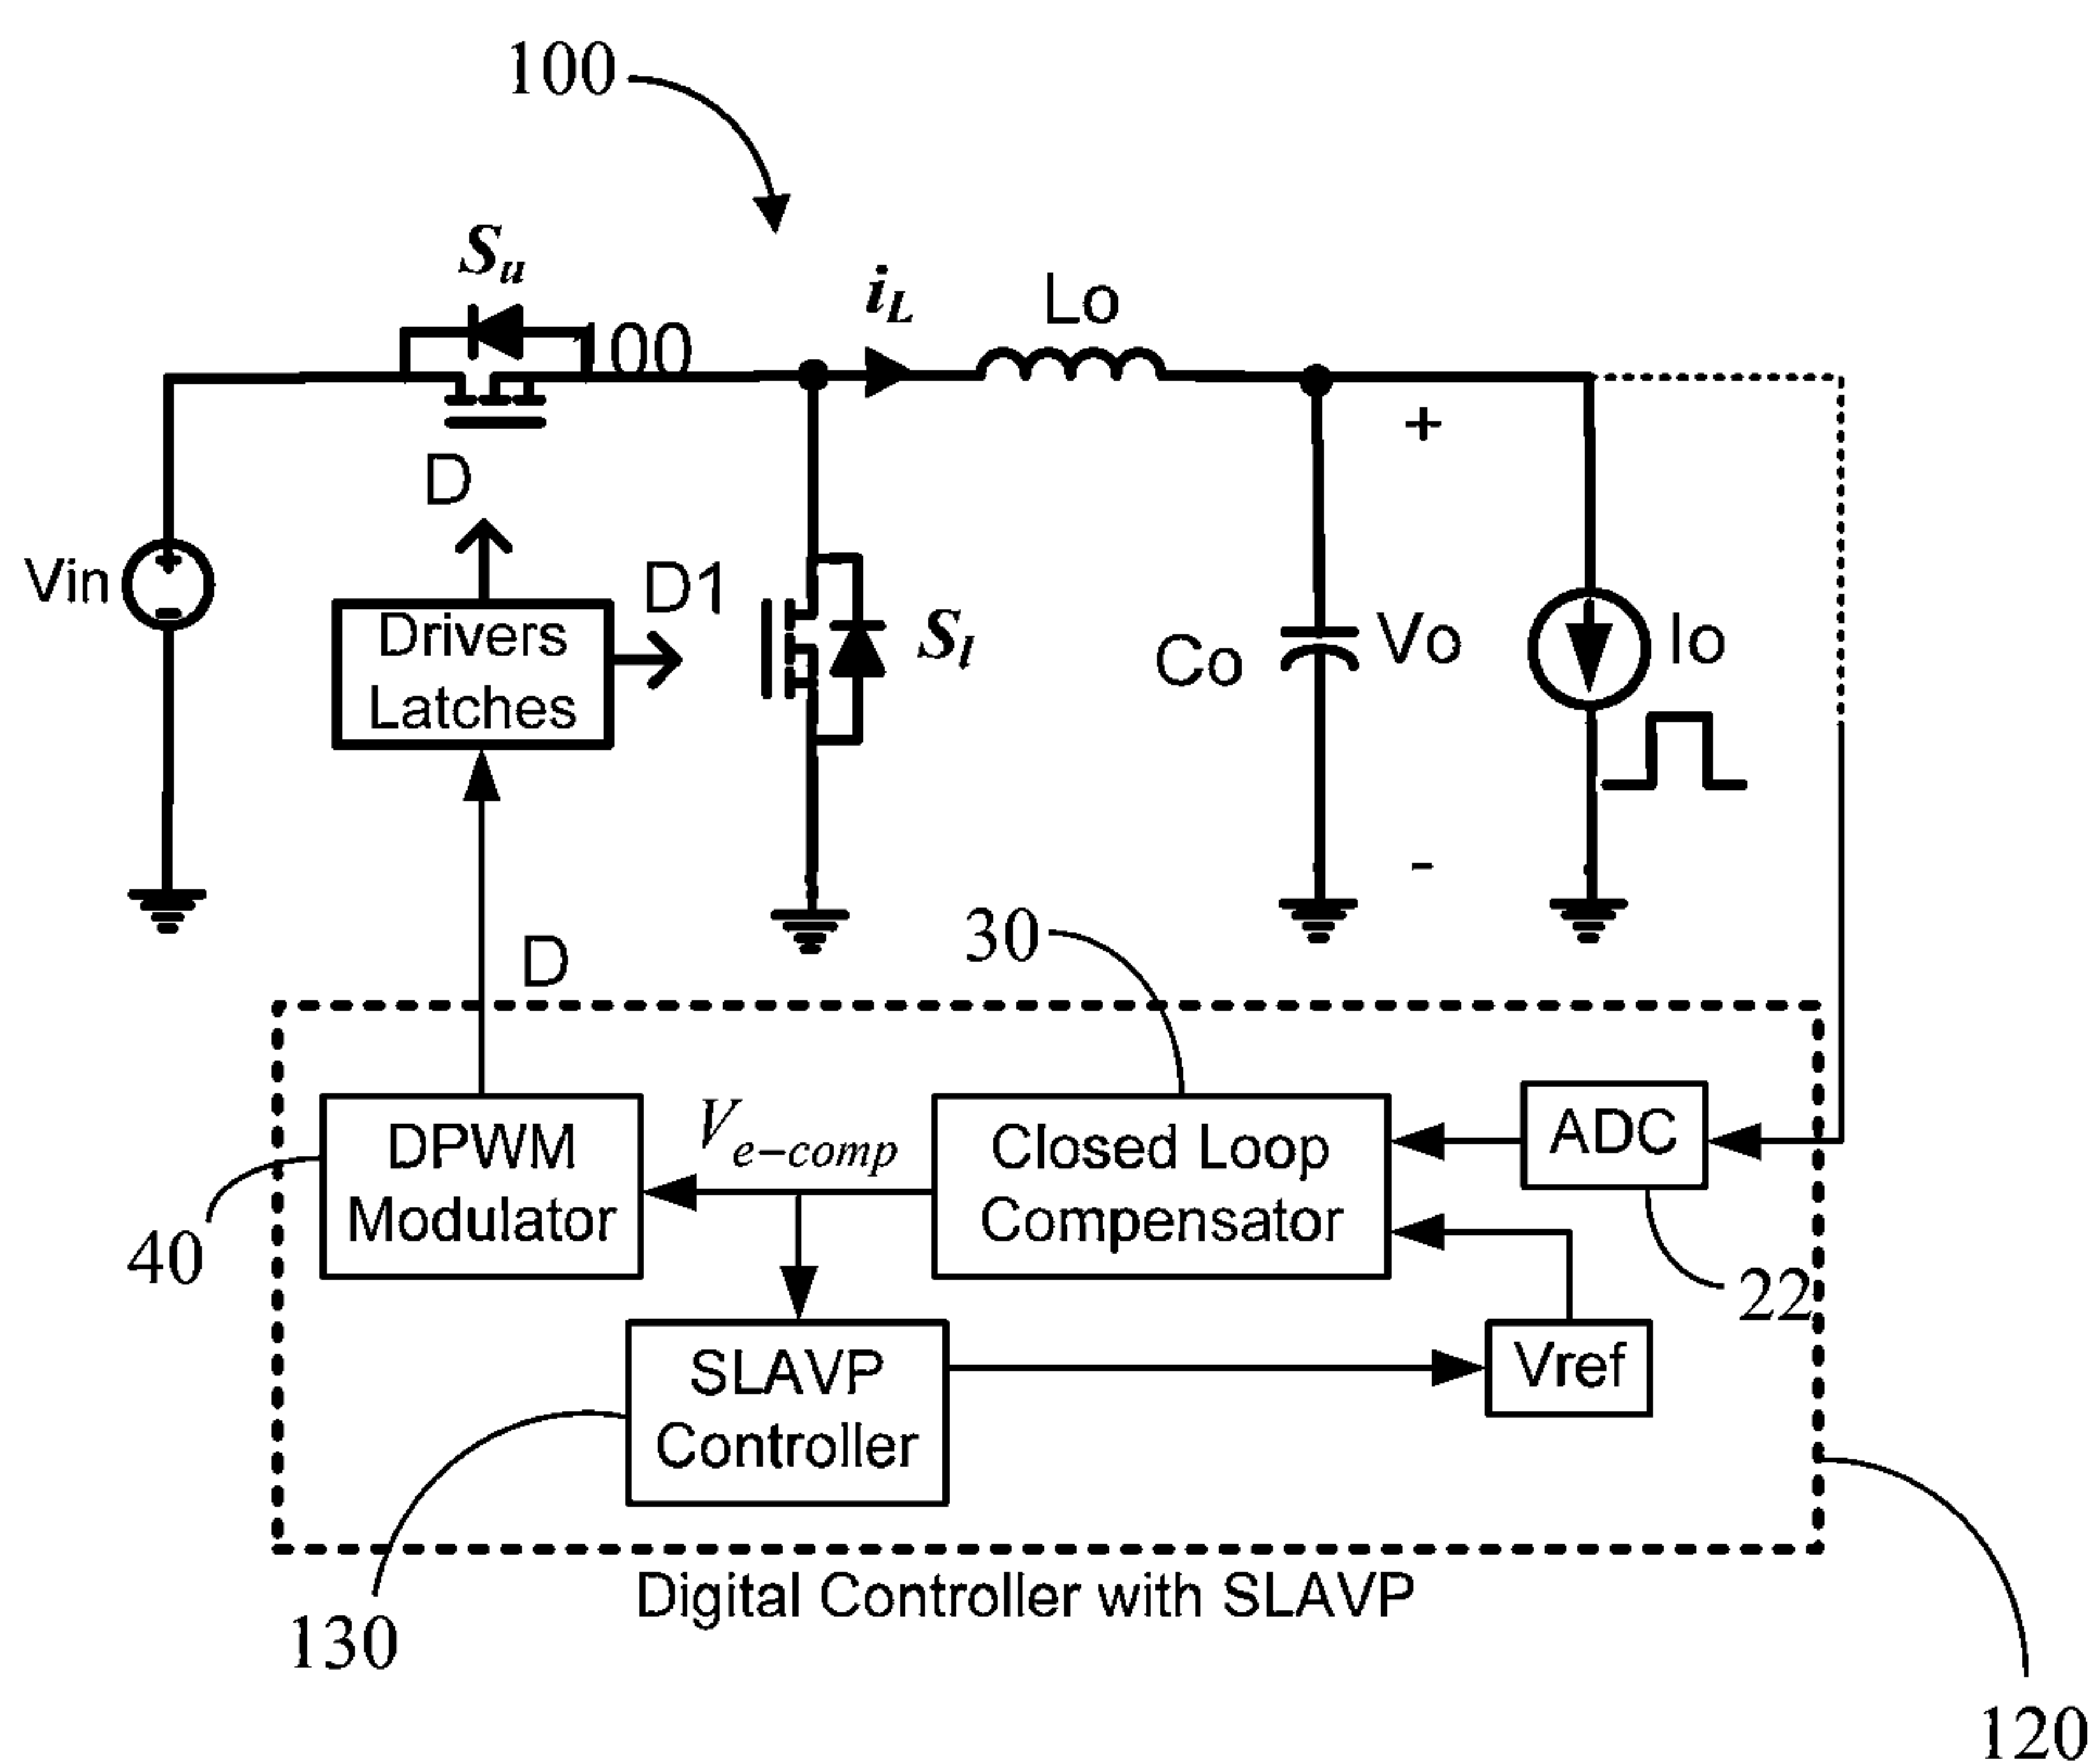 100
Su
iL
Lo
100
D
+
Vin
D1
Drivers
Latches
Sl
Co
Vo
Io
-
30
D
DPWM
Modulator
Ve-comp
Closed Loop
Compensator
ADC
40
22
SLAVP
Controller
Vref
Digital Controller with SLAVP
130
120